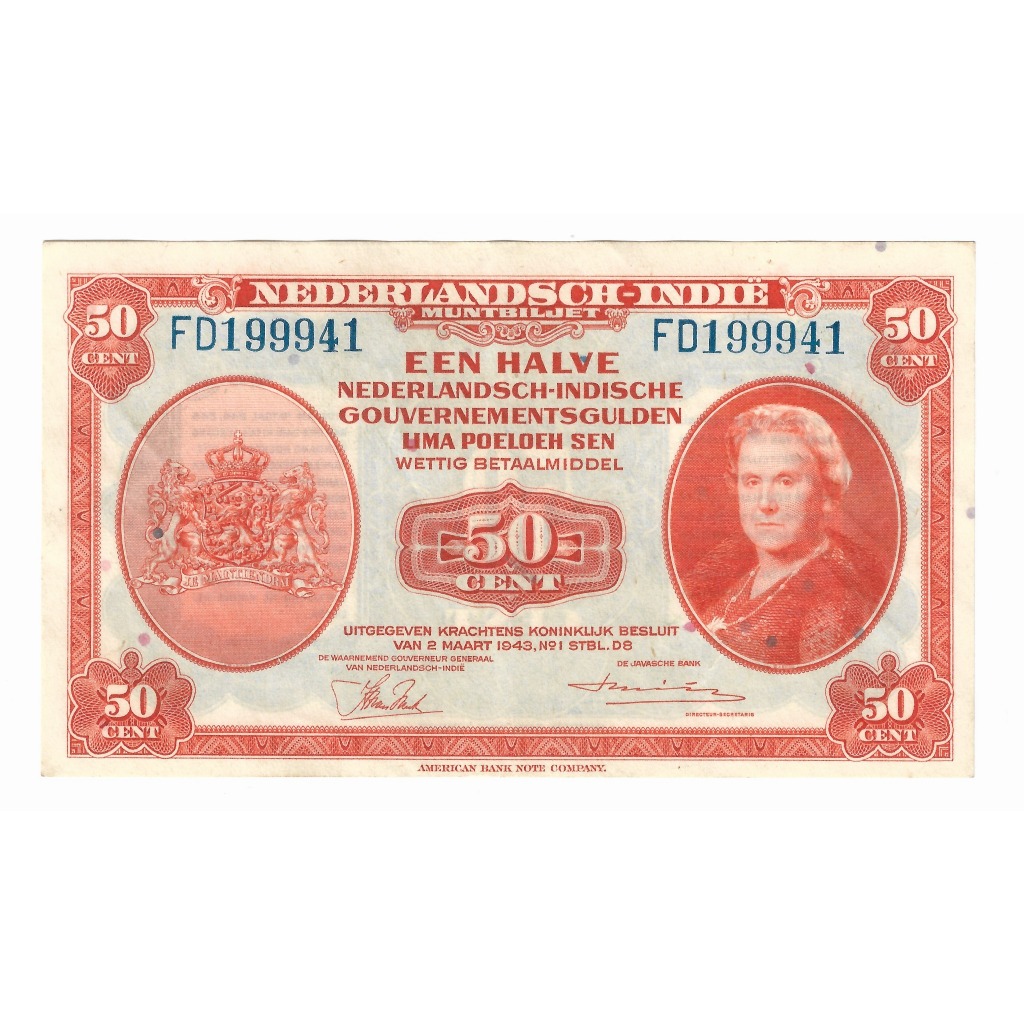 NEDERLANDSCH-INDIË
MUNTBILJET
50 CENT
50 CENT
FD199941
FD199941
EEN HALVE
NEDERLANDSCH-INDISCHE
GOUVERNEMENTSGULDEN
LIMA POELOEH SEN
WETTIG BETAALMIDDEL
50
CENT
JE MAINTIENDRAI
UITGEGEVEN KRACHTENS KONINKLIJK BESLUIT
VAN 2 MAART 1943, Nº1 STBL. D8
DE WAARNEMEND GOUVERNEUR GENERAAL
VAN NEDERLANDSCH-INDIË
DE JAVASCHE BANK
DIRECTEUR-SECRETARIS
50 CENT
50 CENT
AMERICAN BANK NOTE COMPANY.